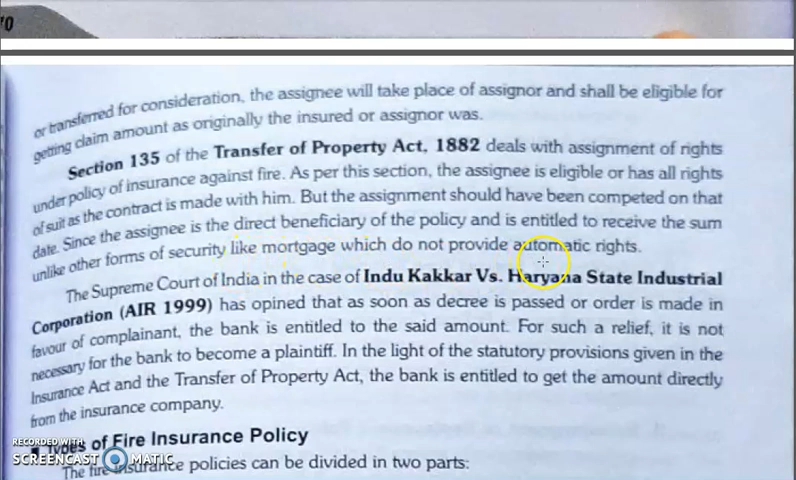 70
or transferred for consideration, the assignee will take place of assignor and shall be eligible for
getting claim amount as originally the insured or assignor was.
Section 135 of the Transfer of Property Act, 1882 deals with assignment of rights
under policy of insurance against fire. As per this section, the assignee is eligible or has all rights
of suit as the contract is made with him. But the assignment should have been competed on that
date. Since the assignee is the direct beneficiary of the policy and is entitled to receive the sum
unlike other forms of security like mortgage which do not provide automatic rights.
The Supreme Court of India in the case of Indu Kakkar Vs. Haryana State Industrial
Corporation (AIR 1999) has opined that as soon as decree is passed or order is made in
favour of complainant, the bank is entitled to the said amount. For such a relief, it is not
necessary for the bank to become a plaintiff. In the light of the statutory provisions given in the
Insurance Act and the Transfer of Property Act, the bank is entitled to get the amount directly
from the insurance company.
Types of Fire Insurance Policy
The fire insurance policies can be divided in two parts:
RECORDED WITH
SCREENCAST MATIC